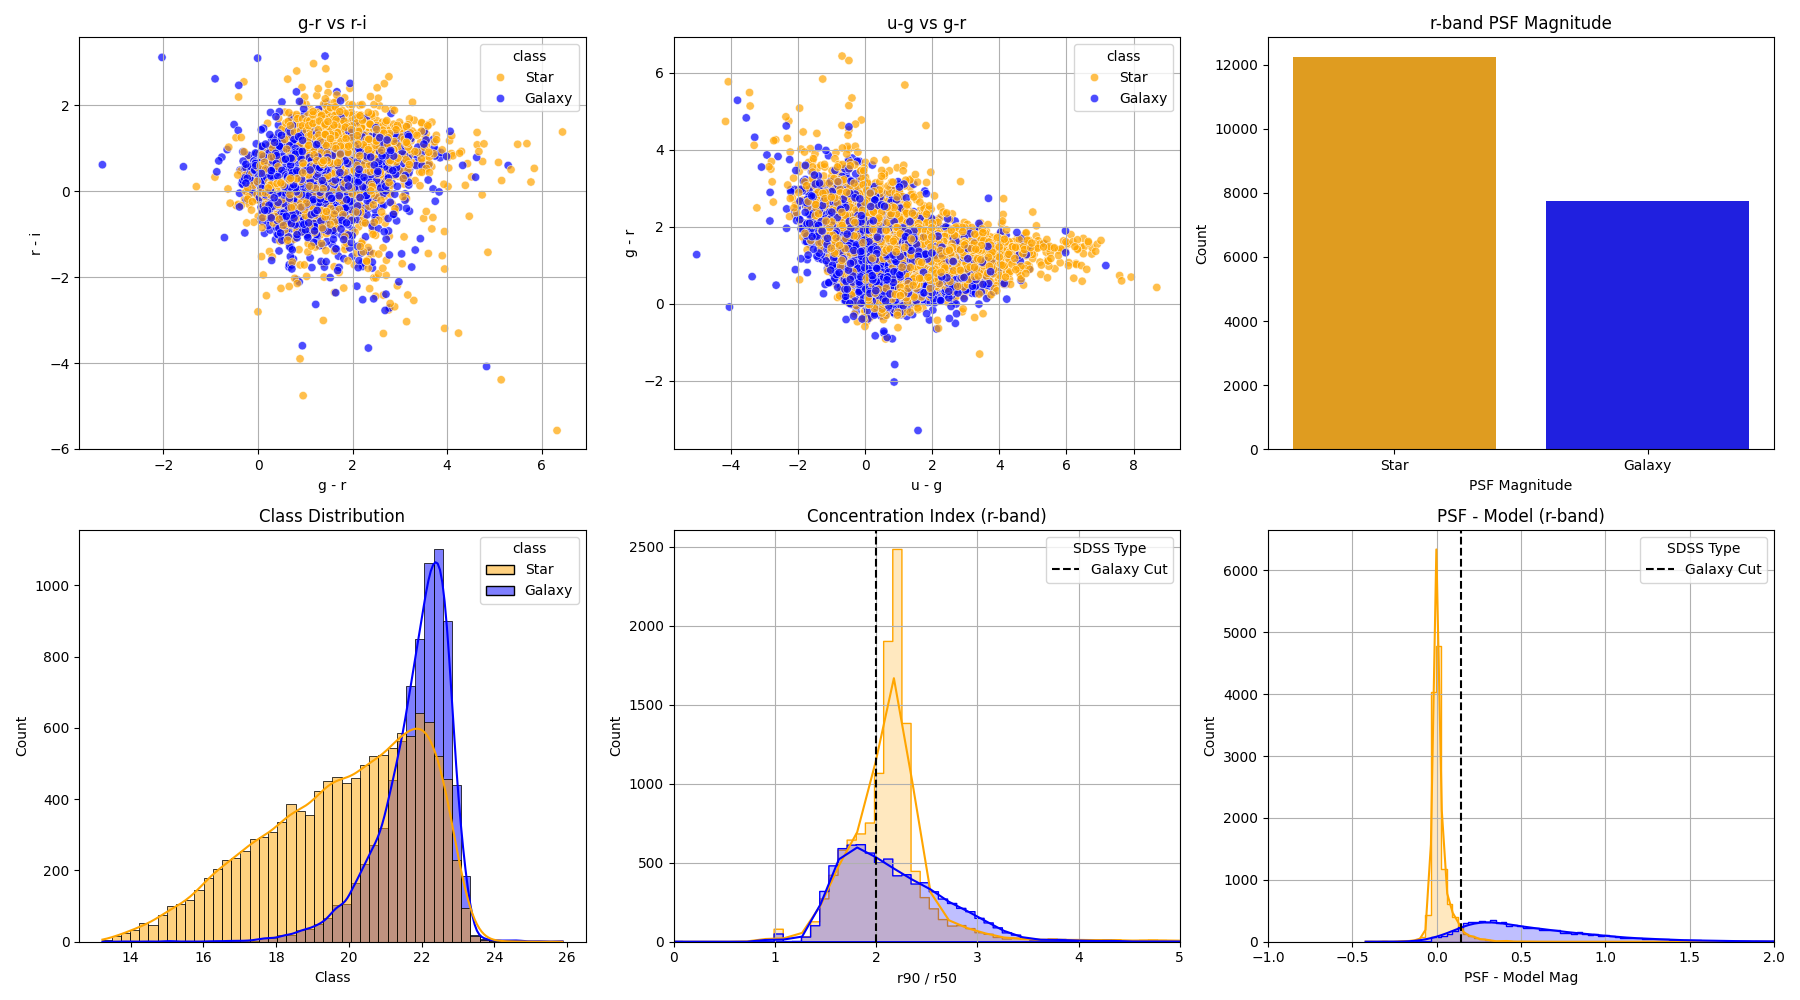 g-r vs r-i
class
Star
Galaxy
r - i
2
0
−2
−4
−6
−2
0
2
4
6
g - r
u-g vs g-r
class
Star
Galaxy
g - r
6
4
2
0
−2
−4
−2
0
2
4
6
8
u - g
r-band PSF Magnitude
Count
12000
10000
8000
6000
4000
2000
0
Star
Galaxy
PSF Magnitude
Class Distribution
class
Star
Galaxy
Count
1000
800
600
400
200
0
14
16
18
20
22
24
26
Class
Concentration Index (r-band)
SDSS Type
Galaxy Cut
Count
2500
2000
1500
1000
500
0
0
1
2
3
4
5
r90 / r50
PSF - Model (r-band)
SDSS Type
Galaxy Cut
Count
6000
5000
4000
3000
2000
1000
0
−1.0
−0.5
0.0
0.5
1.0
1.5
2.0
PSF - Model Mag